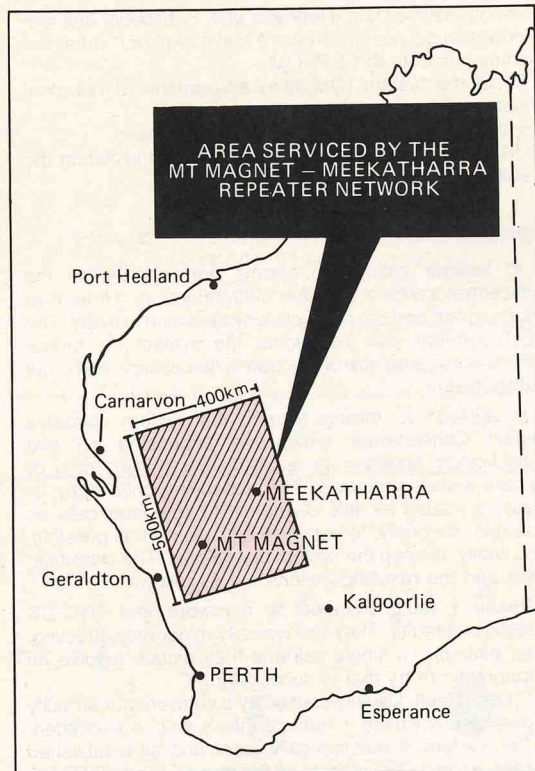 AREA SERVICED BY THE
MT MAGNET – MEEKATHARRA
REPEATER NETWORK
Port Hedland
Carnarvon
400km
500km
MEEKATHARRA
MT MAGNET
Geraldton
Kalgoorlie
PERTH
Esperance